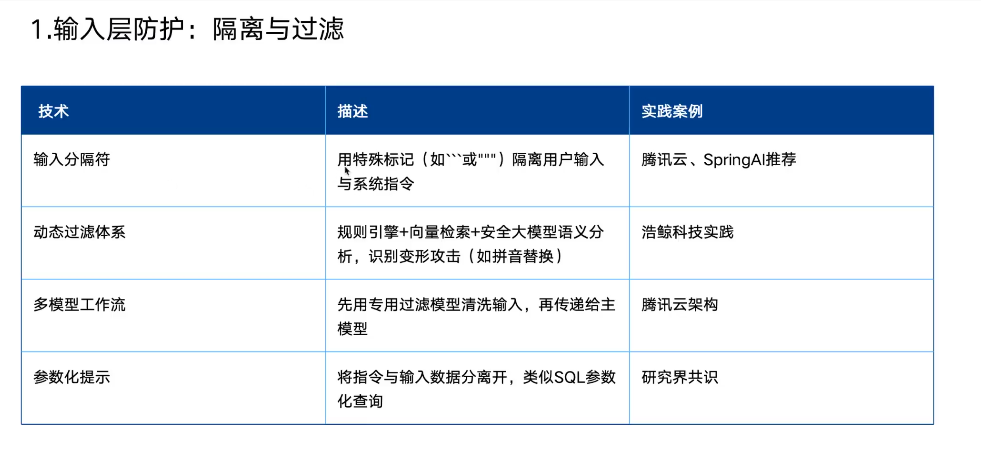 1.输入层防护：隔离与过滤
技术
描述
实践案例
输入分隔符
用特殊标记（如```或"""）隔离用户输入
与系统指令
腾讯云、SpringAI推荐
动态过滤体系
规则引擎+向量检索+安全大模型语义分
析，识别变形攻击（如拼音替换）
浩鲸科技实践
多模型工作流
先用专用过滤模型清洗输入，再传递给主
模型
腾讯云架构
参数化提示
将指令与输入数据分离开，类似SQL参数
化查询
研究界共识